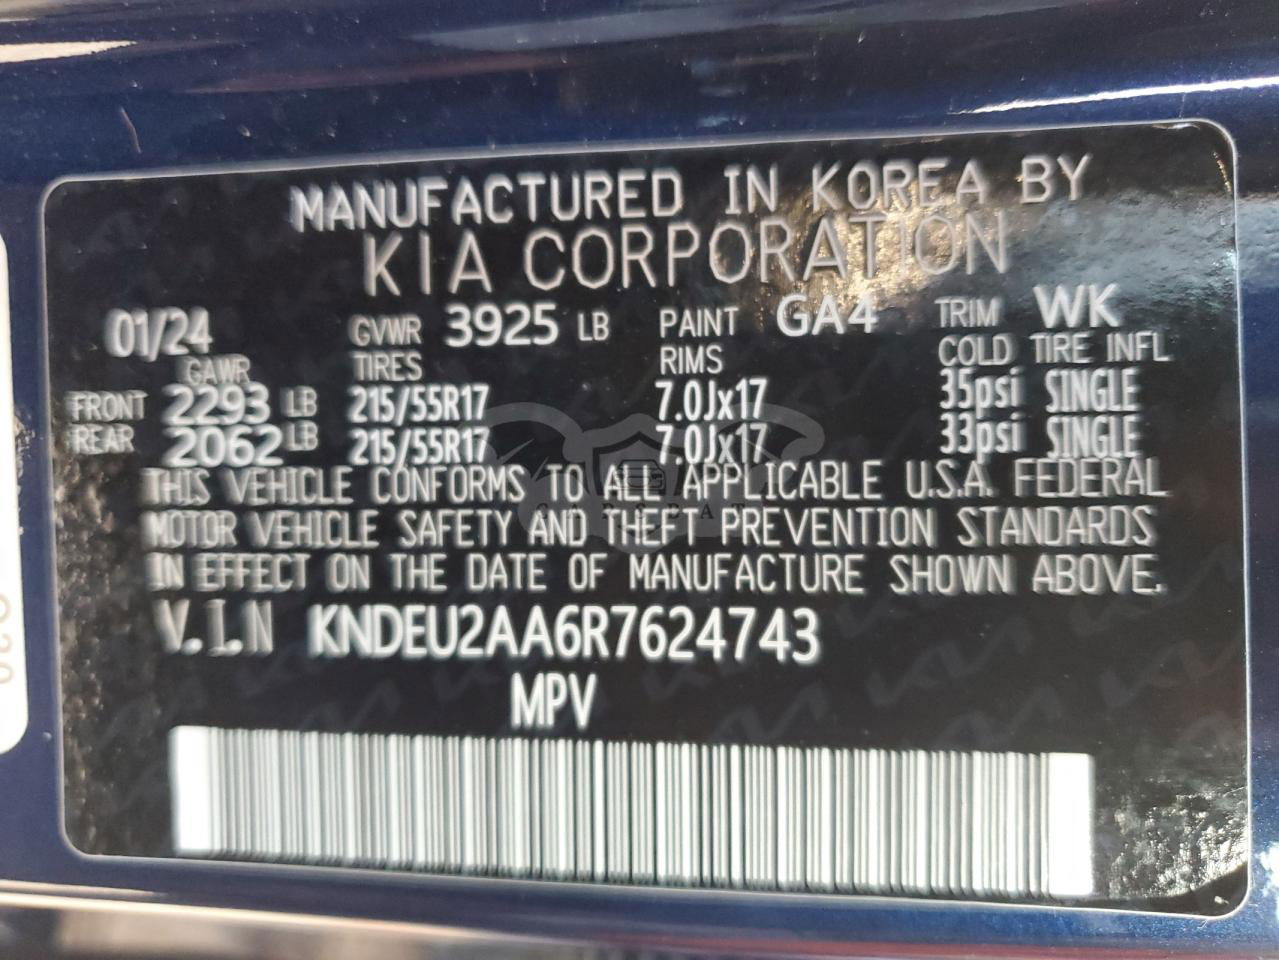 MANUFACTURED IN KOREA BY
KIA CORPORATION
01/24 GVWR 3925 LB PAINT GA4 TRIM WK
GAWR TIRES RIMS COLD TIRE INFL
FRONT 2293 LB 215/55R17 7.0Jx17 35psi SINGLE
REAR 2062 LB 215/55R17 7.0Jx17 33psi SINGLE
THIS VEHICLE CONFORMS TO ALL APPLICABLE U.S.A. FEDERAL
MOTOR VEHICLE SAFETY AND THEFT PREVENTION STANDARDS
IN EFFECT ON THE DATE OF MANUFACTURE SHOWN ABOVE.
V.I.N KNDEU2AA6R7624743
MPV